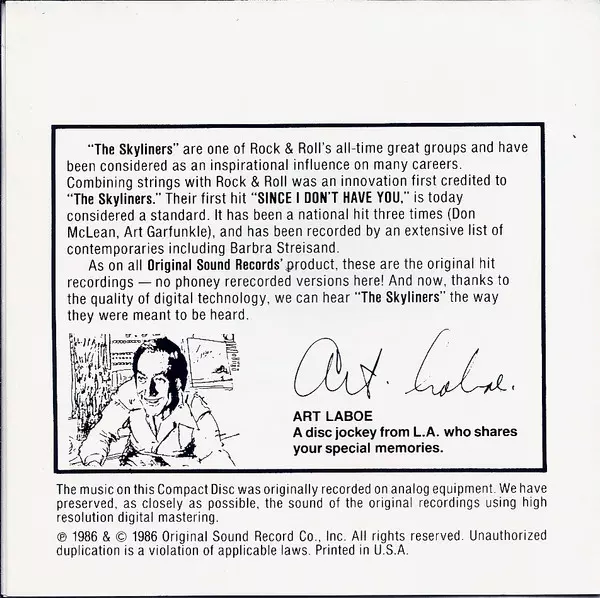 "The Skyliners" are one of Rock & Roll's all-time great groups and have
been considered as an inspirational influence on many careers.
Combining strings with Rock & Roll was an innovation first credited to
"The Skyliners." Their first hit "SINCE I DON'T HAVE YOU," is today
considered a standard. It has been a national hit three times (Don
McLean, Art Garfunkle), and has been recorded by an extensive list of
contemporaries including Barbra Streisand.
As on all Original Sound Records' product, these are the original hit
recordings — no phoney rerecorded versions here! And now, thanks to
the quality of digital technology, we can hear "The Skyliners" the way
they were meant to be heard.
Art. Laboe.
ART LABOE
A disc jockey from L.A. who shares
your special memories.
The music on this Compact Disc was originally recorded on analog equipment. We have
preserved, as closely as possible, the sound of the original recordings using high
resolution digital mastering.
℗ 1986 & © 1986 Original Sound Record Co., Inc. All rights reserved. Unauthorized
duplication is a violation of applicable laws. Printed in U.S.A.